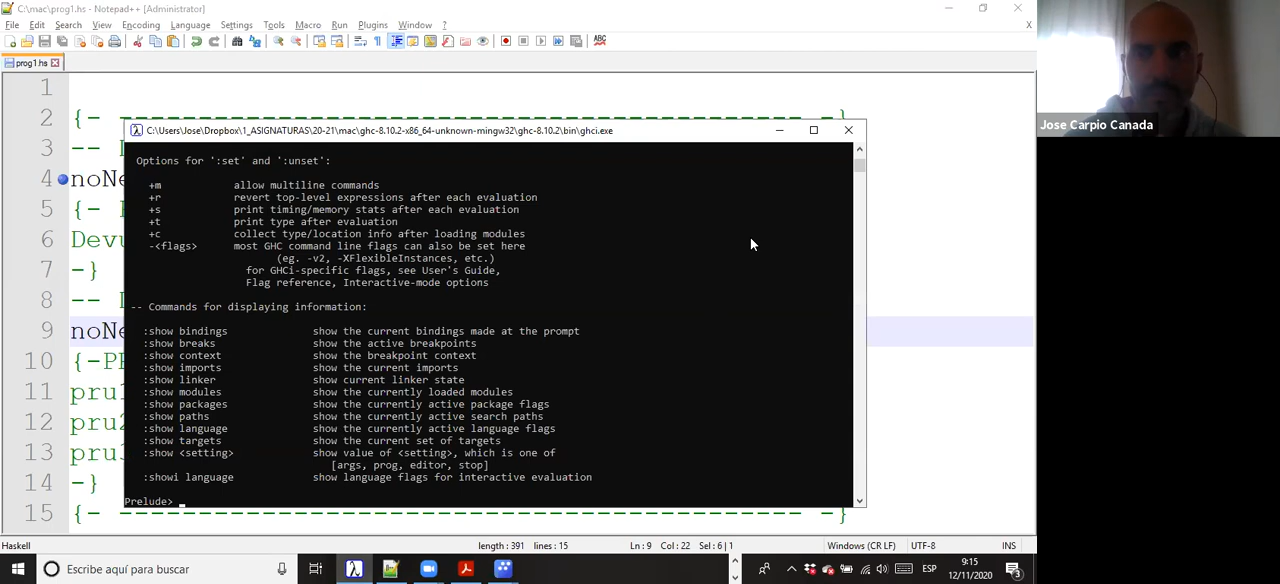 C:\mac\prog1.hs - Notepad++ [Administrator]
File Edit Search View Encoding Language Settings Tools Macro Run Plugins Window ?
X
ABC
prog1.hs
1
2 {- -}
3 --
4 noNe
5 {-
6 Devu
7 -}
8 --
9 noNe
10 {-PR
11 pru1
12 pru2
13 pru3
14 -}
15 {- -------------------------------------------- -}
C:\Users\Jose\Dropbox\1_ASIGNATURAS\20-21\mac\ghc-8.10.2-x86_64-unknown-mingw32\ghc-8.10.2\bin\ghci.exe
Options for ':set' and ':unset':
+m allow multiline commands
+r revert top-level expressions after each evaluation
+s print timing/memory stats after each evaluation
+t print type after evaluation
+c collect type/location info after loading modules
-<flags> most GHC command line flags can also be set here
(eg. -v2, -XFlexibleInstances, etc.)
for GHCi-specific flags, see User's Guide,
Flag reference, Interactive-mode options
-- Commands for displaying information:
:show bindings show the current bindings made at the prompt
:show breaks show the active breakpoints
:show context show the breakpoint context
:show imports show the current imports
:show linker show current linker state
:show modules show the currently loaded modules
:show packages show the currently active package flags
:show paths show the currently active search paths
:show language show the currently active language flags
:show targets show the current set of targets
:show <setting> show value of <setting>, which is one of
[args, prog, editor, stop]
:showi language show language flags for interactive evaluation
Prelude>
Jose Carpio Canada
Haskell length : 391 lines : 15 Ln : 9 Col : 22 Sel : 6 | 1 Windows (CR LF) UTF-8 INS
Escribe aquí para buscar
ESP
9:15
12/11/2020
3